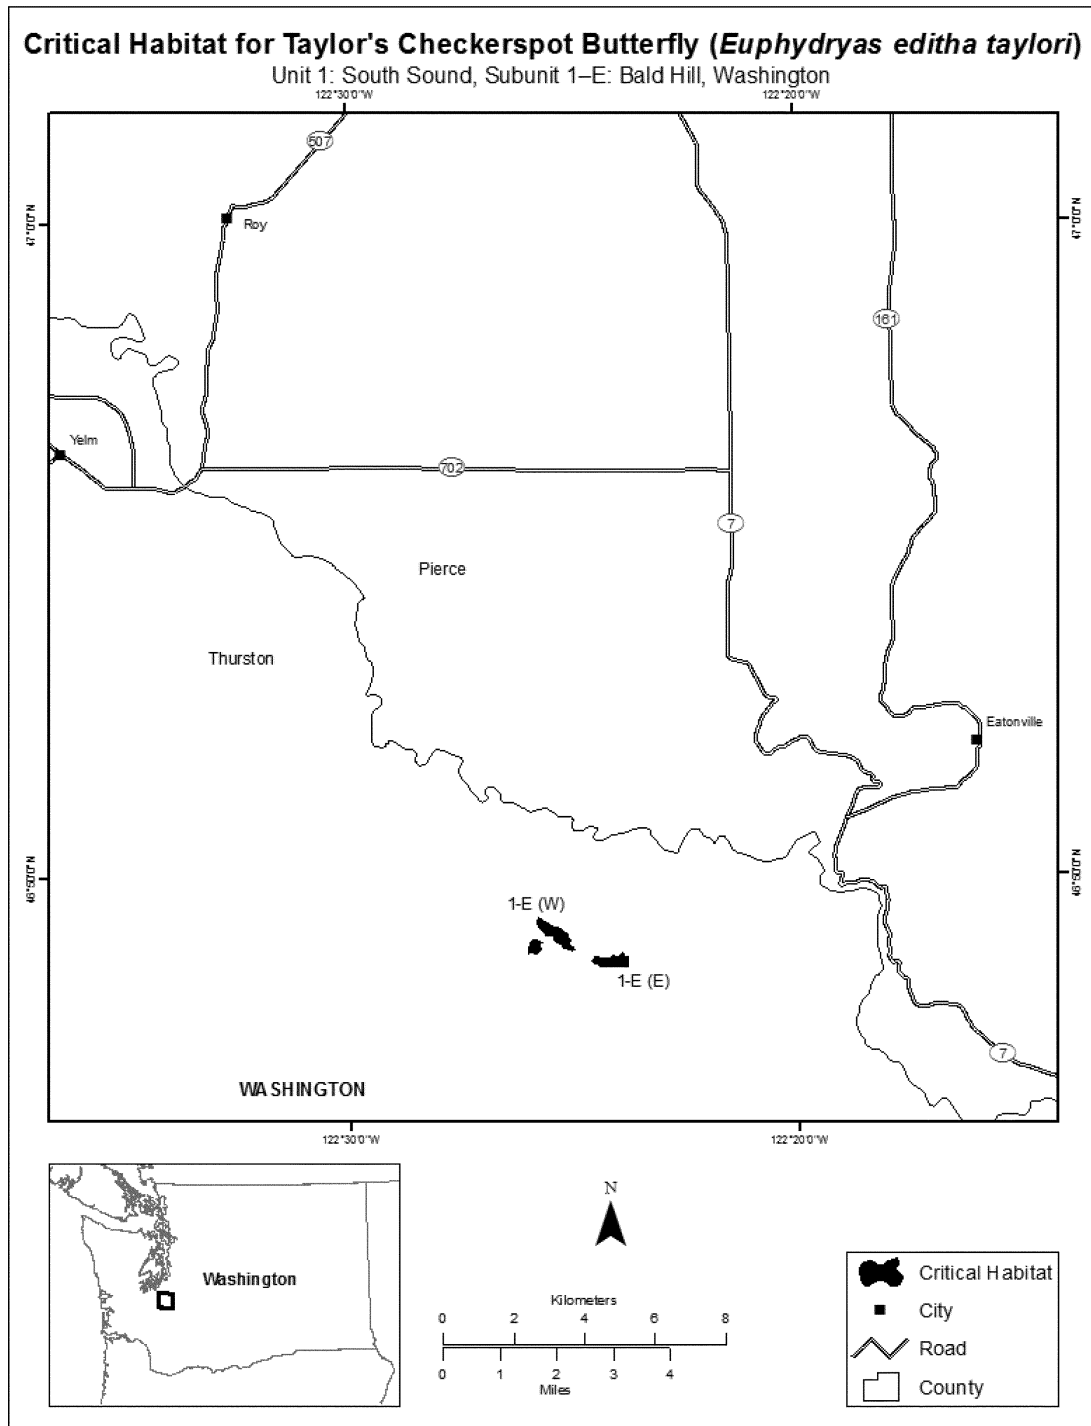 Critical Habitat for Taylor's Checkerspot Butterfly (Euphydryas editha taylori)
Unit 1: South Sound, Subunit 1–E: Bald Hill, Washington
122°30'0"W
122°20'0"W
507
47°0'0"N
Roy
47°0'0"N
161
Yelm
702
7
Pierce
Thurston
Eatonville
46°50'0"N
46°50'0"N
1-E (W)
1-E (E)
7
WASHINGTON
122°30'0"W
122°20'0"W
Washington
N
Kilometers
0 2 4 6 8
0 1 2 3 4
Miles
Critical Habitat
City
Road
County